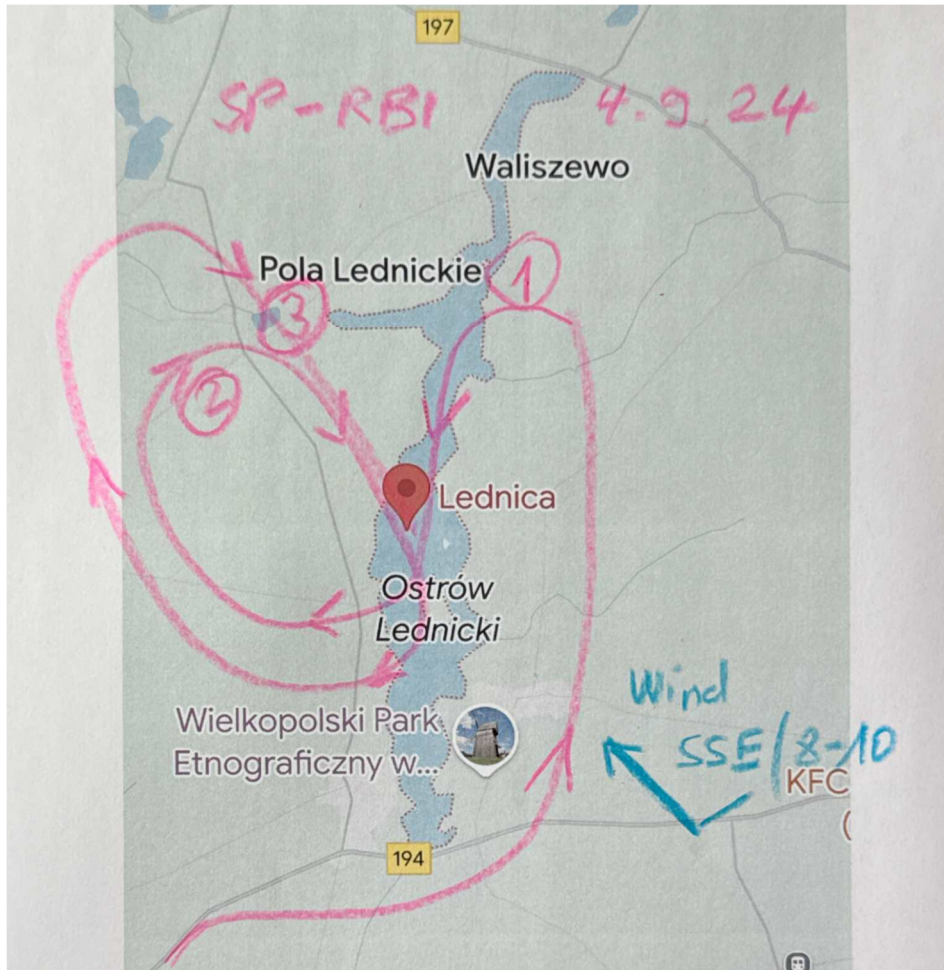 197
SP-RBI 4.9.24
Waliszewo
Pola Lednickie
1
3
2
Lednica
Ostrów
Lednicki
Wind
Wielkopolski Park
Etnograficzny w...
SSE/8-10
KFC
(
194